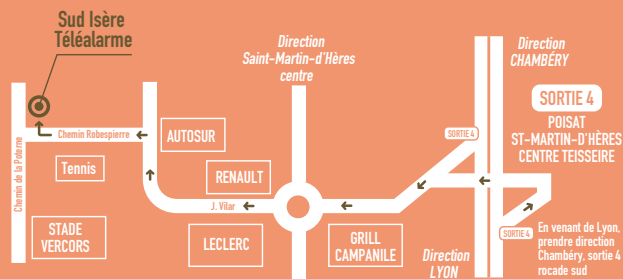 Sud Isère
Téléalarme
Direction
Saint-Martin-d'Hères
centre
Direction
CHAMBÉRY
SORTIE 4
POISAT
ST-MARTIN-D'HÈRES
CENTRE TEISSEIRE
SORTIE 4
Chemin Robespierre
AUTOSUR
Tennis
RENAULT
Chemin de la Poterne
J. Vilar
STADE
VERCORS
LECLERC
GRILL
CAMPANILE
Direction
LYON
SORTIE 4
En venant de Lyon,
prendre direction
Chambéry, sortie 4
rocade sud